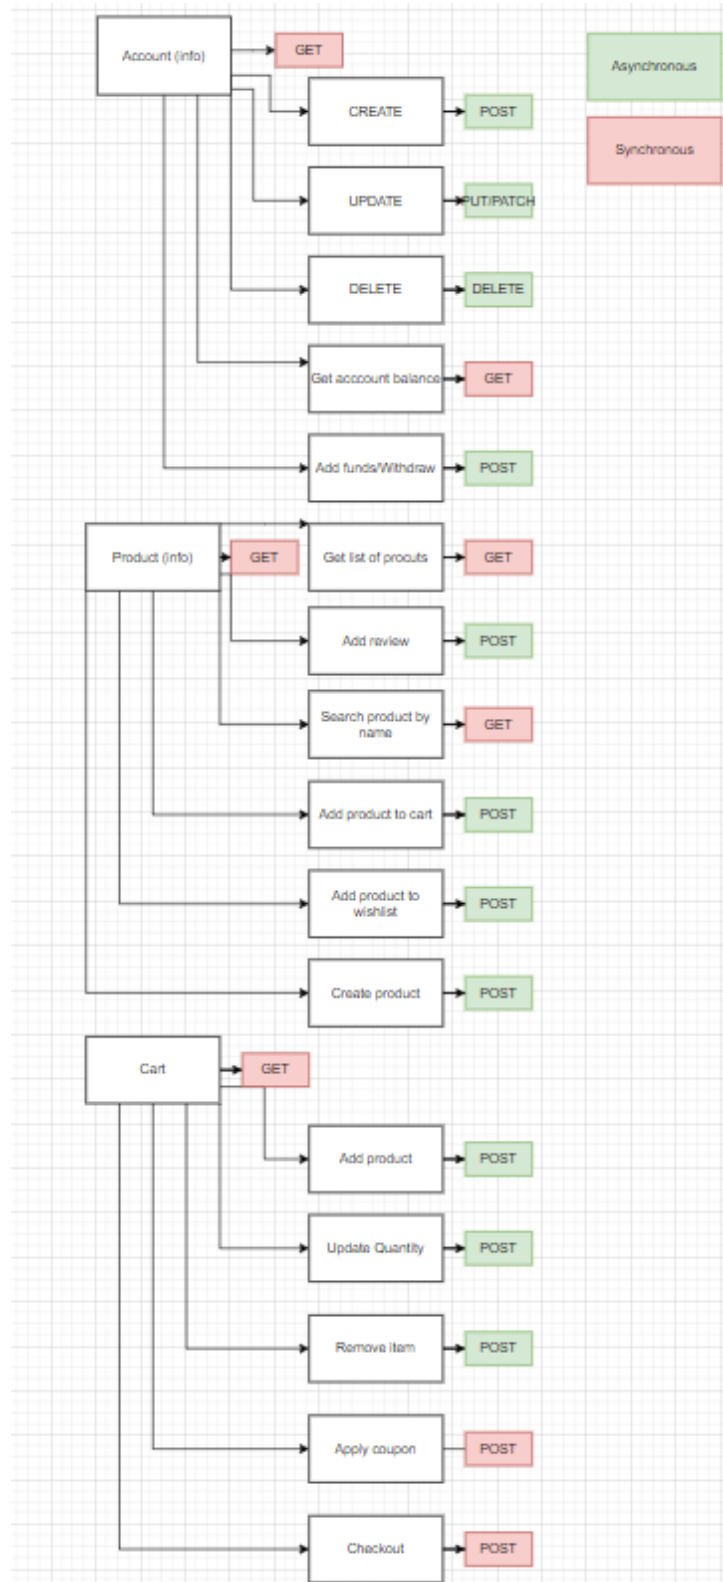 Account (info)
GET
Asynchronous
CREATE
POST
Synchronous
UPDATE
PUT/PATCH
DELETE
DELETE
Get acccount balance
GET
Add funds/Withdraw
POST
Product (info)
GET
Get list of procuts
GET
Add review
POST
Search product by
name
GET
Add product to cart
POST
Add product to
wishlist
POST
Create product
POST
Cart
GET
Add product
POST
Update Quantity
POST
Remove item
POST
Apply coupon
POST
Checkout
POST